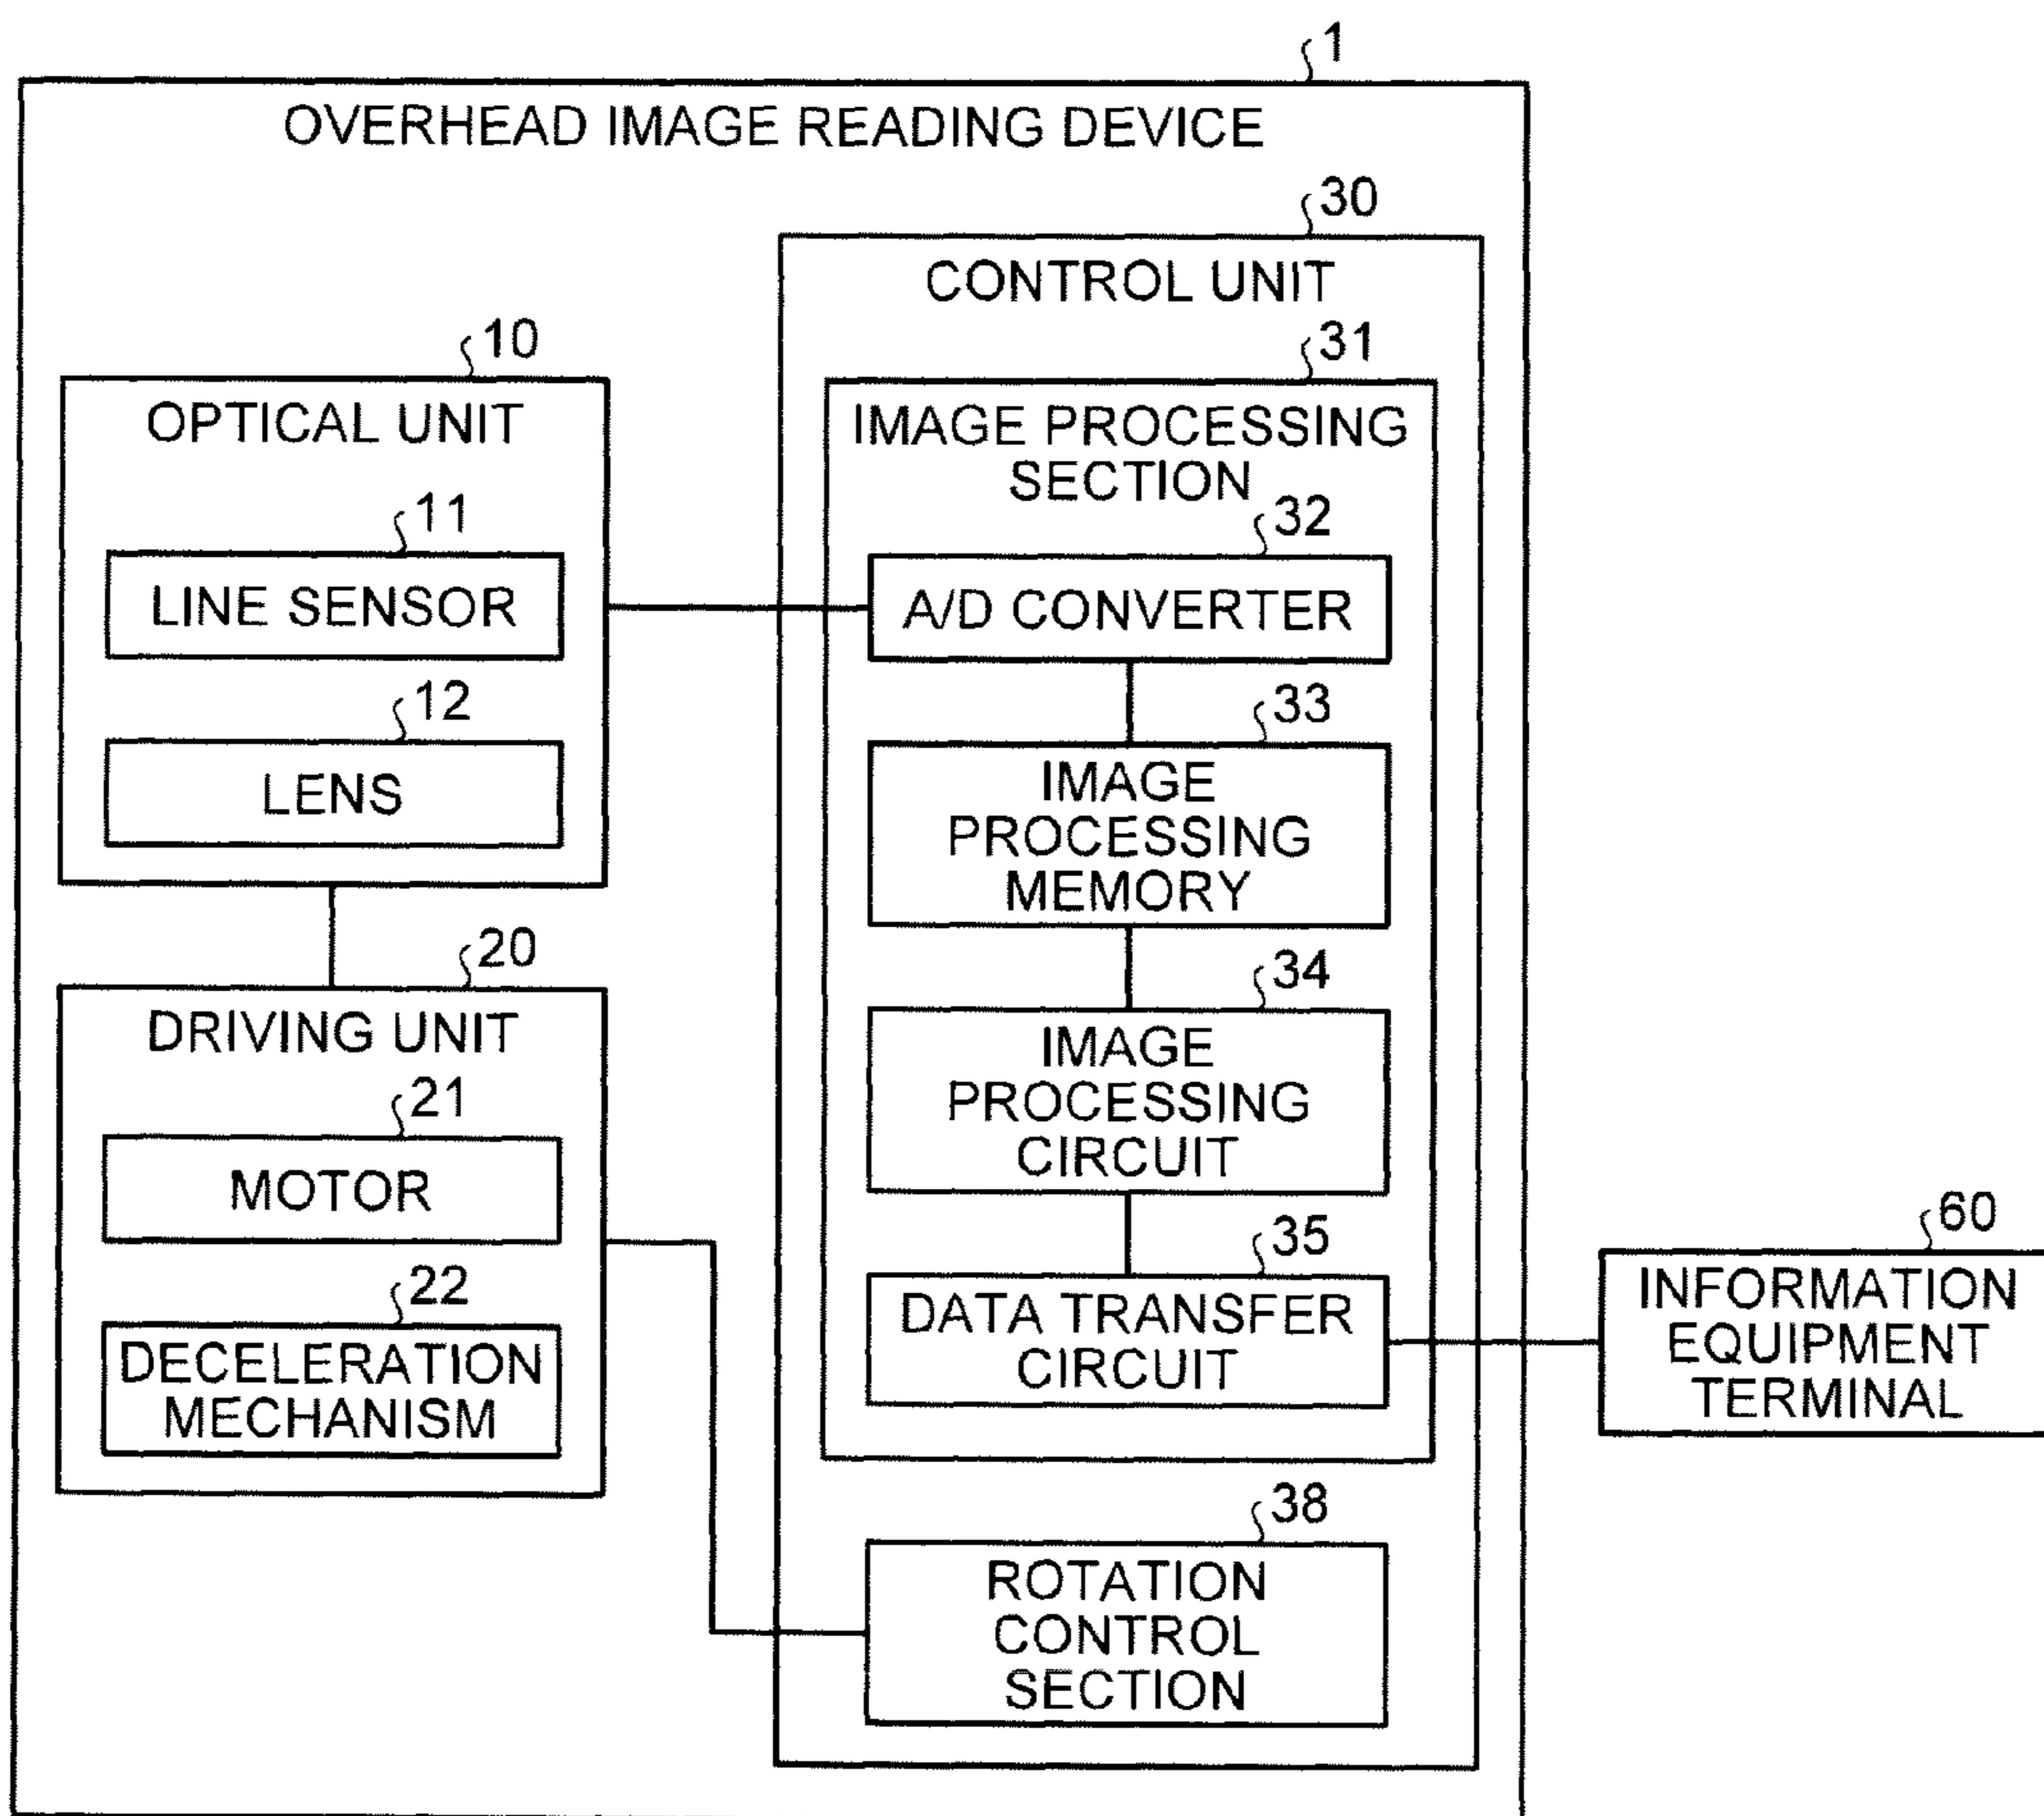 1
OVERHEAD IMAGE READING DEVICE
30
CONTROL UNIT
10
OPTICAL UNIT
11
LINE SENSOR
12
LENS
31
IMAGE PROCESSING
SECTION
32
A/D CONVERTER
33
IMAGE
PROCESSING
MEMORY
34
IMAGE
PROCESSING
CIRCUIT
35
DATA TRANSFER
CIRCUIT
20
DRIVING UNIT
21
MOTOR
22
DECELERATION
MECHANISM
38
ROTATION
CONTROL
SECTION
60
INFORMATION
EQUIPMENT
TERMINAL